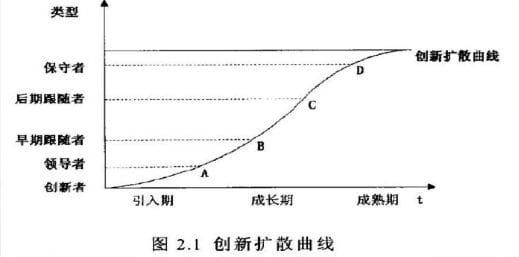 类型
创新扩散曲线
保守者
D
后期跟随者
C
早期跟随者
B
领导者
A
创新者
引入期 成长期 成熟期 t
图 2.1 创新扩散曲线